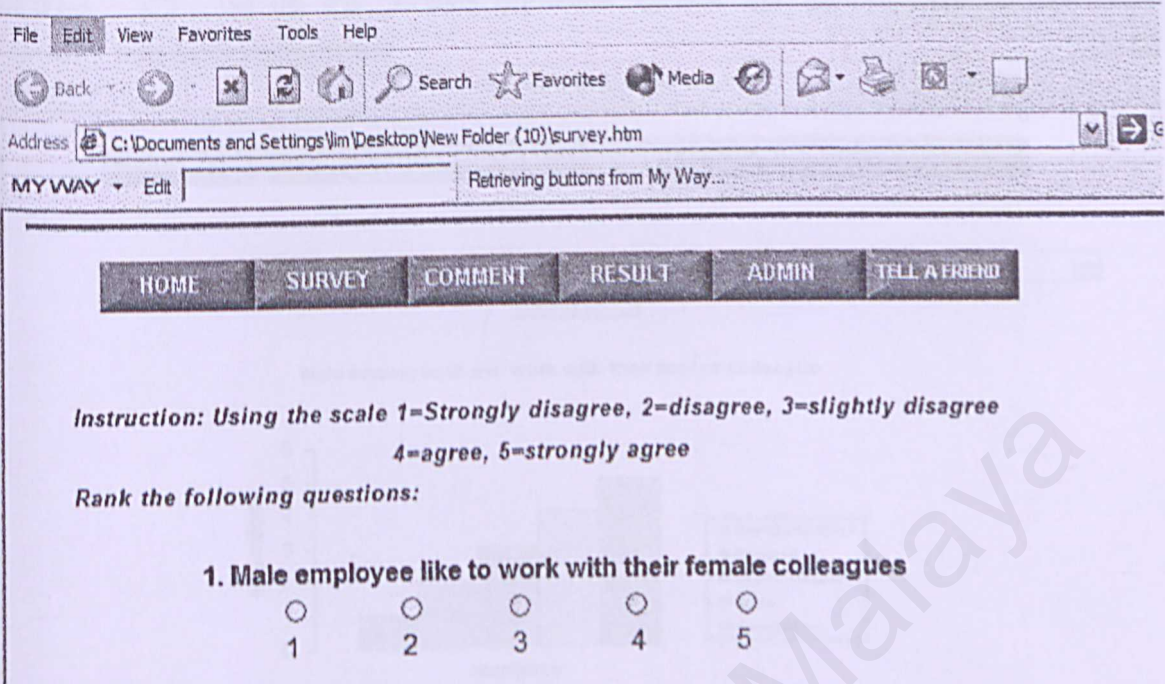 File Edit View Favorites Tools Help
Back Search Favorites Media
Address C:\Documents and Settings\lim\Desktop\New Folder (10)\survey.htm G
MY WAY Edit Retrieving buttons from My Way...
HOME SURVEY COMMENT RESULT ADMIN TELL A FRIEND
Instruction: Using the scale 1=Strongly disagree, 2=disagree, 3=slightly disagree
4=agree, 5=strongly agree
Rank the following questions:
1. Male employee like to work with their female colleagues
1 2 3 4 5
Malaya